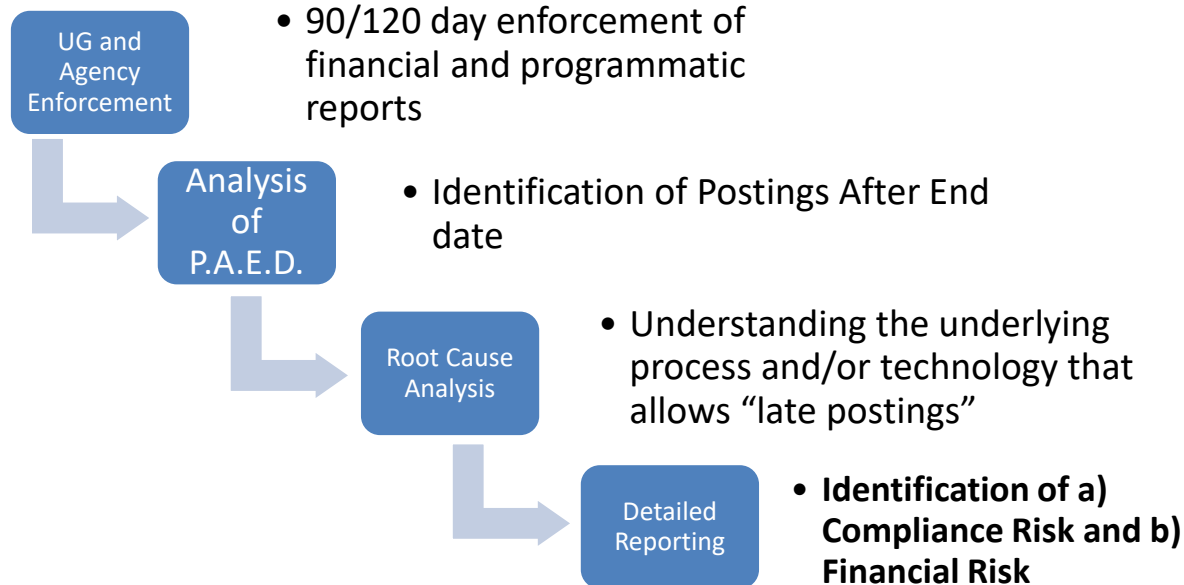 UG and
Agency
Enforcement
• 90/120 day enforcement of
financial and programmatic
reports
Analysis
of
P.A.E.D.
• Identification of Postings After End
date
Root Cause
Analysis
• Understanding the underlying
process and/or technology that
allows “late postings”
Detailed
Reporting
• Identification of a)
Compliance Risk and b)
Financial Risk